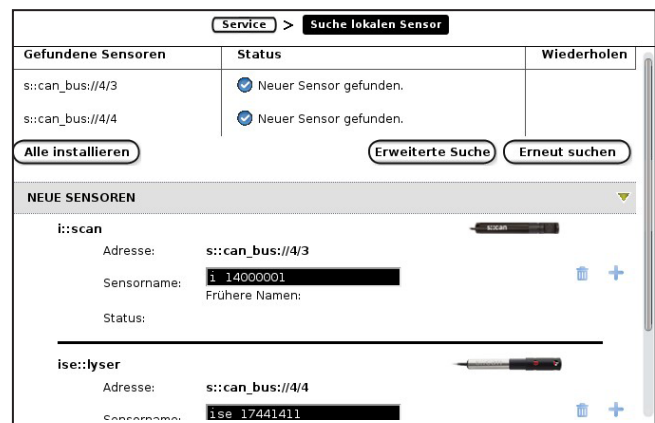 Service > Suche lokalen Sensor
Gefundene Sensoren Status Wiederholen
s::can_bus://4/3 Neuer Sensor gefunden.
s::can_bus://4/4 Neuer Sensor gefunden.
Alle installieren Erweiterte Suche Erneut suchen
NEUE SENSOREN
i::scan s::can
Adresse: s::can_bus://4/3
Sensorname: i 14000001
Frühere Namen:
Status:
ise::lyser
Adresse: s::can_bus://4/4
Sensorname: ise 17441411